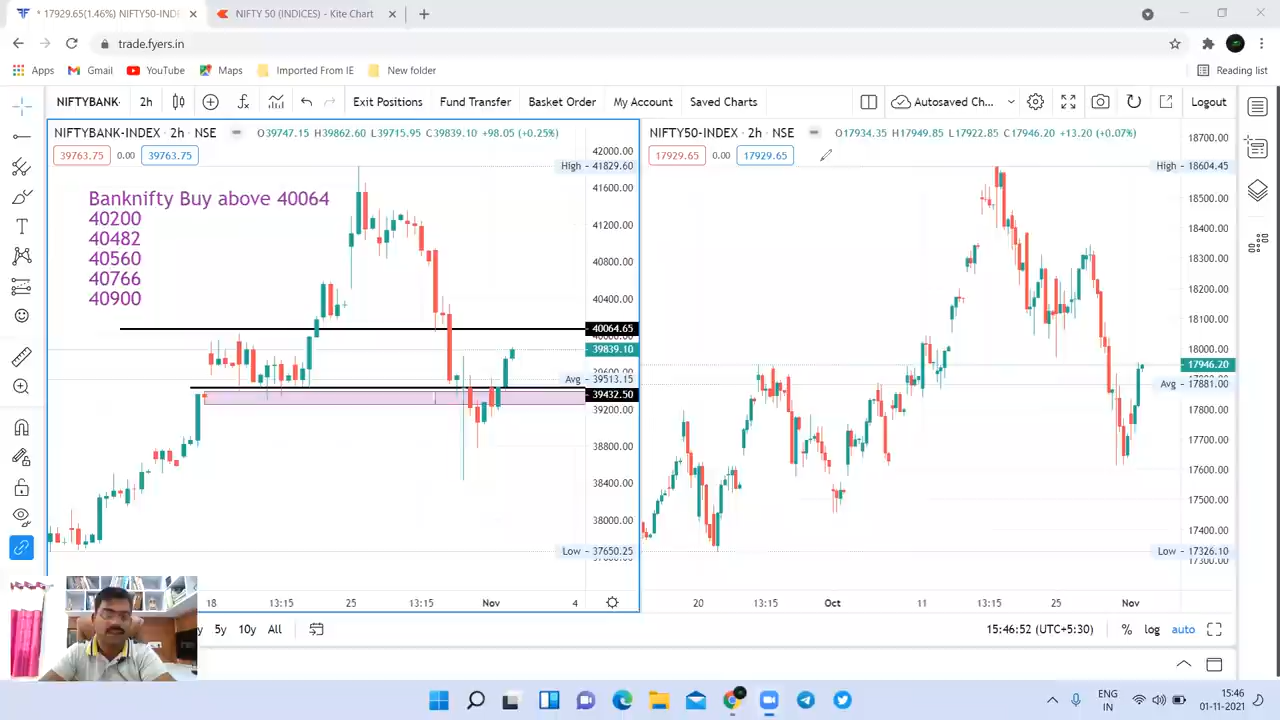 * 17929.65(1.46%) NIFTY50-INDEX
NIFTY 50 (INDICES) - Kite Chart
trade.fyers.in
Apps
Gmail
YouTube
Maps
Imported From IE
New folder
Reading list
NIFTYBANK-
2h
Exit Positions
Fund Transfer
Basket Order
My Account
Saved Charts
Autosaved Ch...
Logout
NIFTYBANK-INDEX · 2h · NSE
O39747.15 H39862.60 L39715.95 C39839.10 +98.05 (+0.25%)
39763.75
0.00
39763.75
Banknifty Buy above 40064
40200
40482
40560
40766
40900
42000.00
High - 41829.60
41600.00
41200.00
40800.00
40400.00
40064.65
40000.00
39839.10
39600.00
Avg - 39513.15
39432.50
39200.00
38800.00
38400.00
38000.00
Low - 37650.25
18
13:15
25
13:15
Nov
4
NIFTY50-INDEX · 2h · NSE
O17934.35 H17949.85 L17922.85 C17946.20 +13.20 (+0.07%)
17929.65
0.00
17929.65
18700.00
High - 18604.45
18500.00
18400.00
18300.00
18200.00
18100.00
18000.00
17946.20
Avg - 17881.00
17800.00
17700.00
17600.00
17500.00
17400.00
Low - 17326.10
17300.00
20
13:15
Oct
11
13:15
25
Nov
5y
10y
All
15:46:52 (UTC+5:30)
%
log
auto
ENG
IN
15:46
01-11-2021